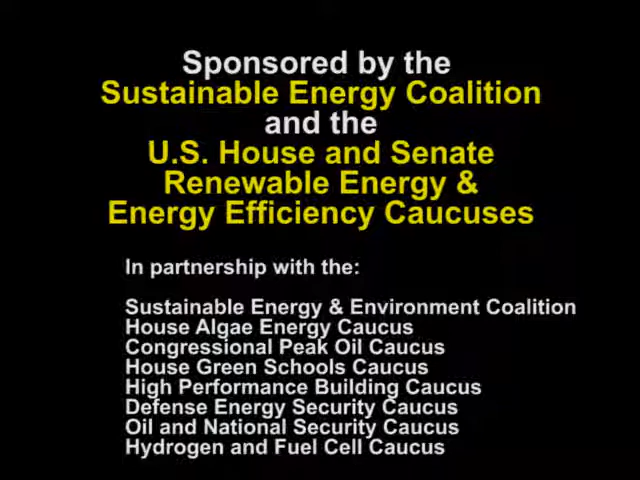 Sponsored by the
Sustainable Energy Coalition
and the
U.S. House and Senate
Renewable Energy &
Energy Efficiency Caucuses
In partnership with the:
Sustainable Energy & Environment Coalition
House Algae Energy Caucus
Congressional Peak Oil Caucus
House Green Schools Caucus
High Performance Building Caucus
Defense Energy Security Caucus
Oil and National Security Caucus
Hydrogen and Fuel Cell Caucus